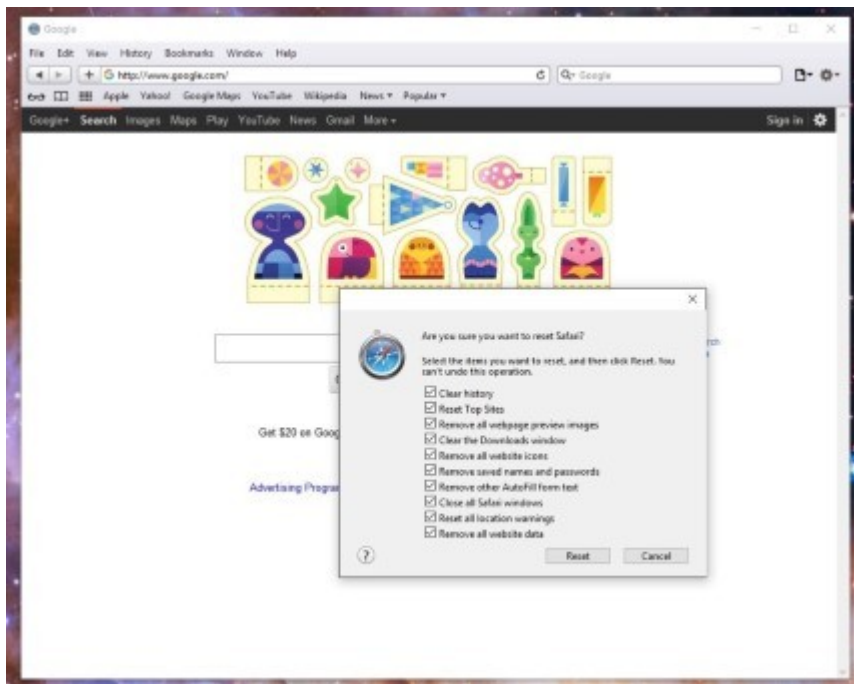 Google
File Edit View History Bookmarks Window Help
http://www.google.com/
Google
Apple Yahoo! Google Maps YouTube Wikipedia News Popular
Google+ Search Images Maps Play YouTube News Gmail More
Sign in
Get $20 on Goog
Advertising Progra
Are you sure you want to reset Safari?
Select the items you want to reset, and then click Reset. You
can't undo this operation.
Clear history
Reset Top Sites
Remove all webpage preview images
Clear the Downloads window
Remove all website icons
Remove saved names and passwords
Remove other AutoFill form text
Close all Safari windows
Reset all location warnings
Remove all website data
?
Reset Cancel